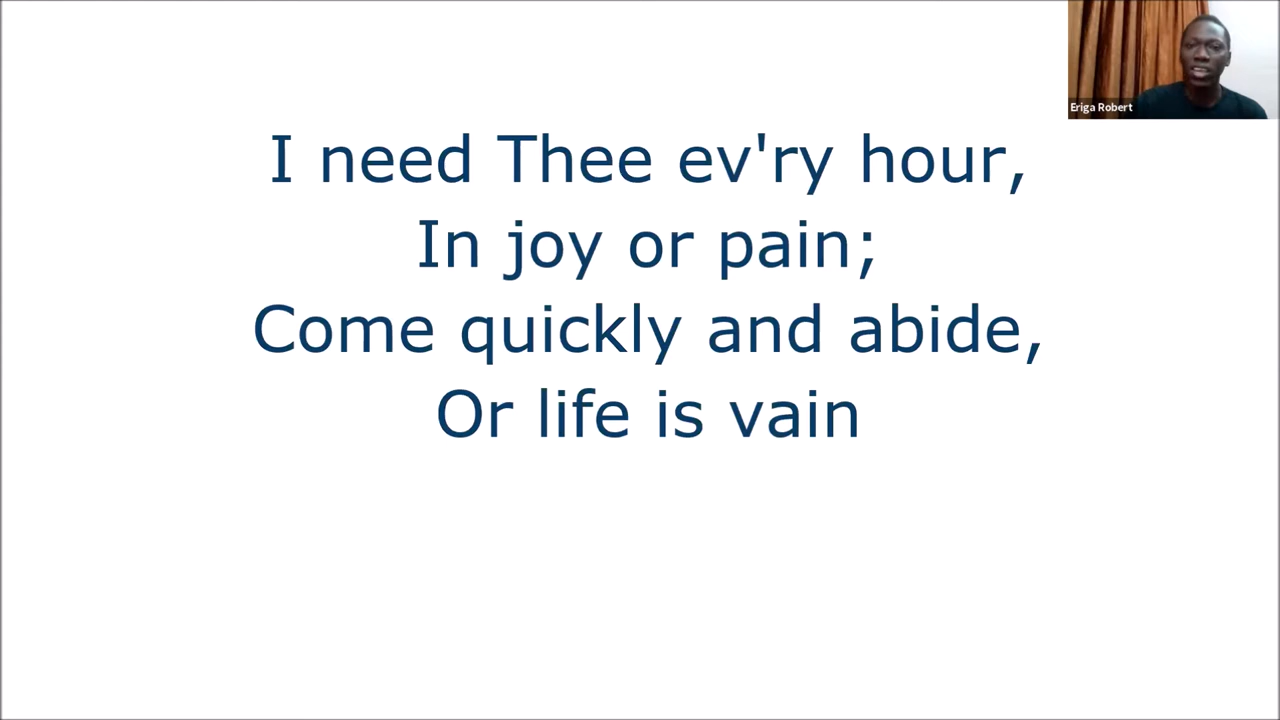 I need Thee ev'ry hour,
In joy or pain;
Come quickly and abide,
Or life is vain
Eriga Robert